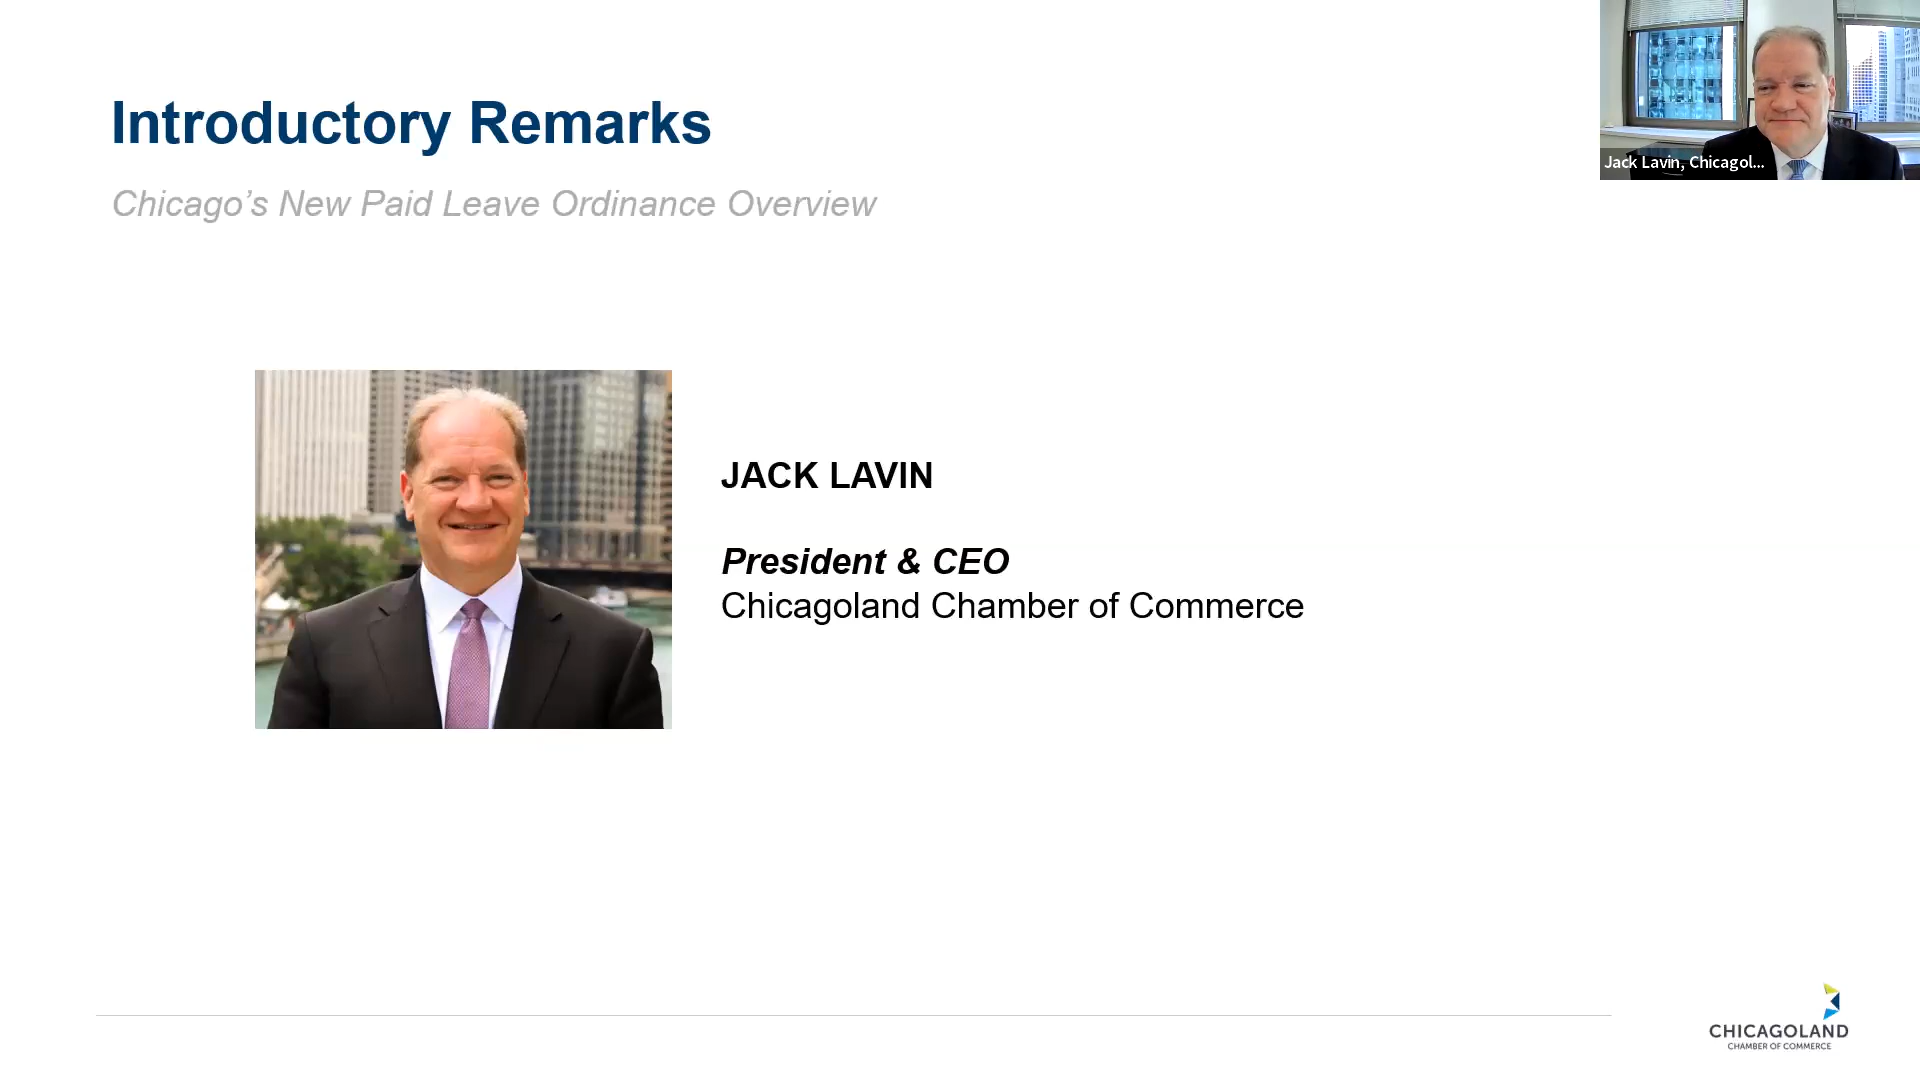 Introductory Remarks
Chicago’s New Paid Leave Ordinance Overview
Jack Lavin, Chicagol...
JACK LAVIN
President & CEO
Chicagoland Chamber of Commerce
CHICAGOLAND
CHAMBER OF COMMERCE